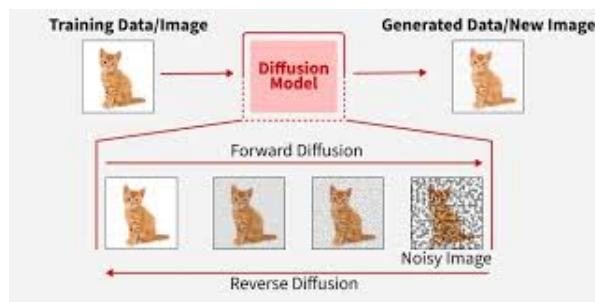 Training Data/Image
Generated Data/New Image
Diffusion
Model
Forward Diffusion
Noisy Image
Reverse Diffusion